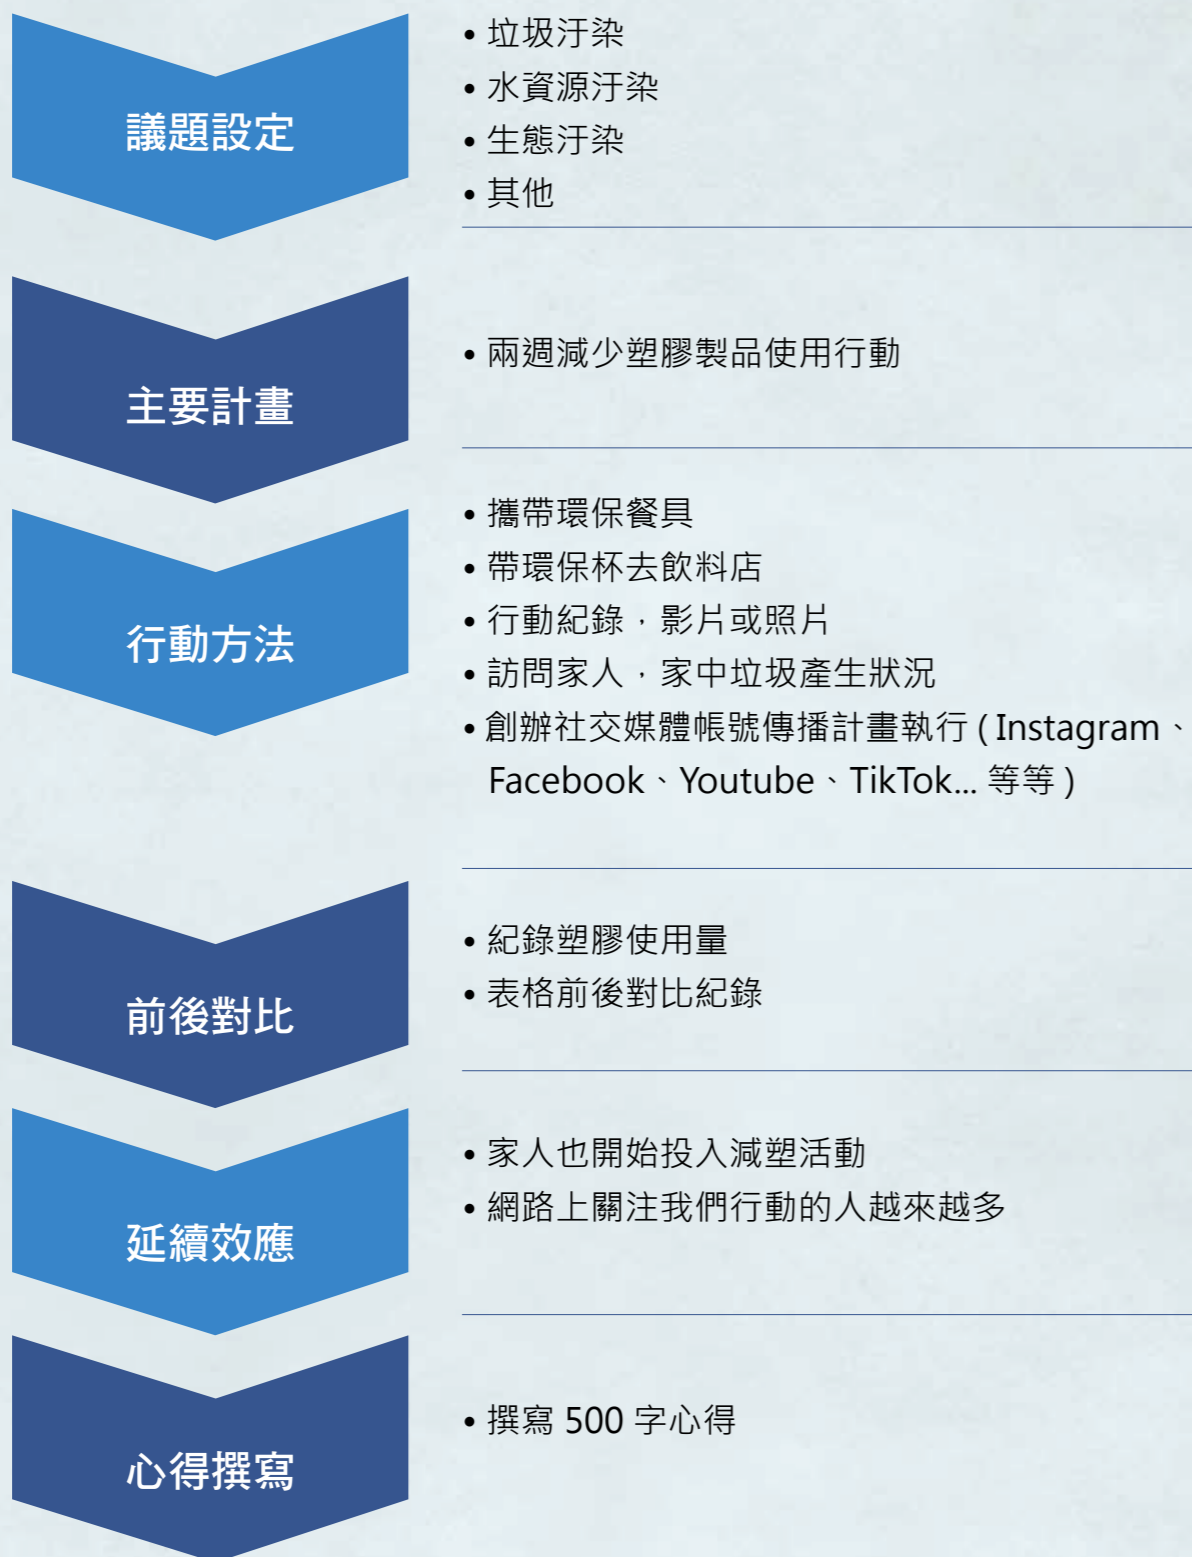 議題設定
• 垃圾汙染
• 水資源汙染
• 生態汙染
• 其他
主要計畫
• 兩週減少塑膠製品使用行動
行動方法
• 攜帶環保餐具
• 帶環保杯去飲料店
• 行動紀錄，影片或照片
• 訪問家人，家中垃圾產生狀況
• 創辦社交媒體帳號傳播計畫執行 ( Instagram、
Facebook、Youtube、TikTok... 等等 )
前後對比
• 紀錄塑膠使用量
• 表格前後對比紀錄
延續效應
• 家人也開始投入減塑活動
• 網路上關注我們行動的人越來越多
心得撰寫
• 撰寫 500 字心得